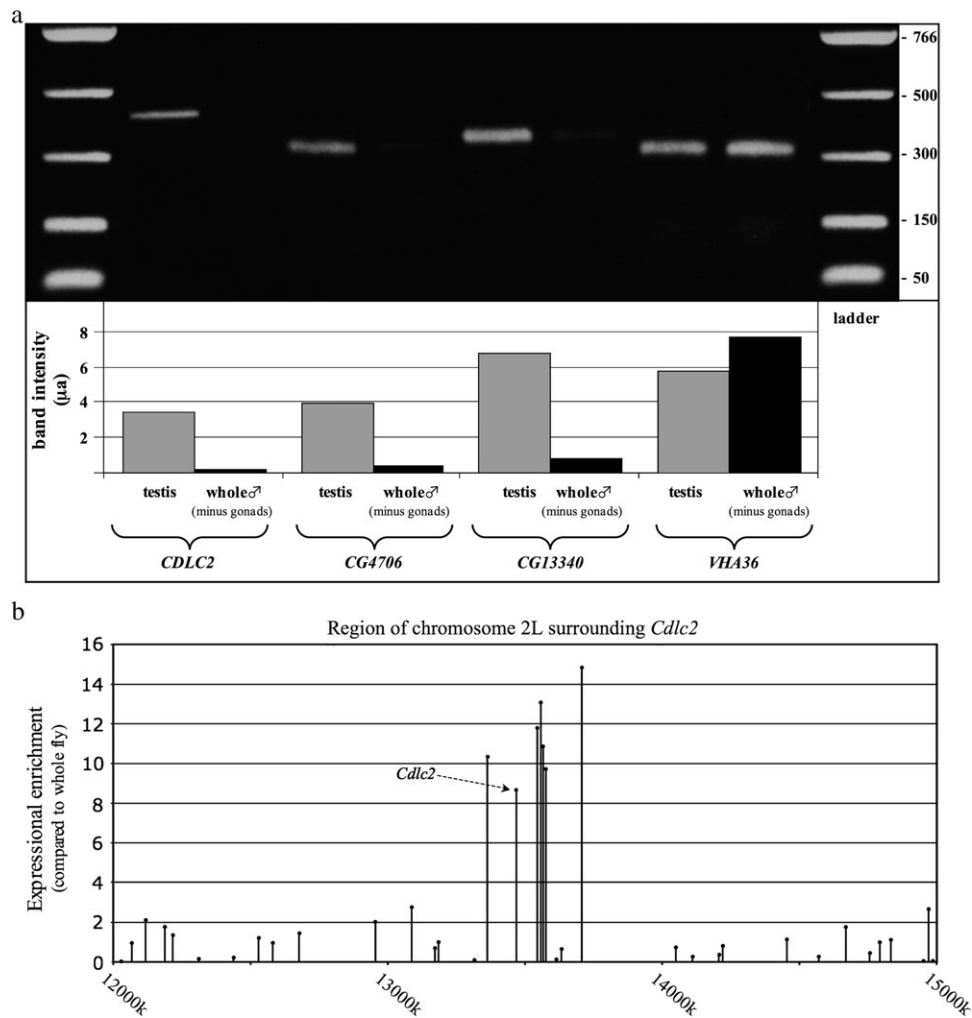 a
- 766
- 500
- 300
- 150
- 50
ladder
band intensity
(µa)
8
6
4
2
testis whole♂ testis whole♂ testis whole♂ testis whole♂
(minus gonads) (minus gonads) (minus gonads) (minus gonads)
CDLC2 CG4706 CG13340 VHA36
b
Region of chromosome 2L surrounding Cdlc2
Expressional enrichment
(compared to whole fly)
16
14
12
10
8
6
4
2
0
Cdlc2
12000k 13000k 14000k 15000k